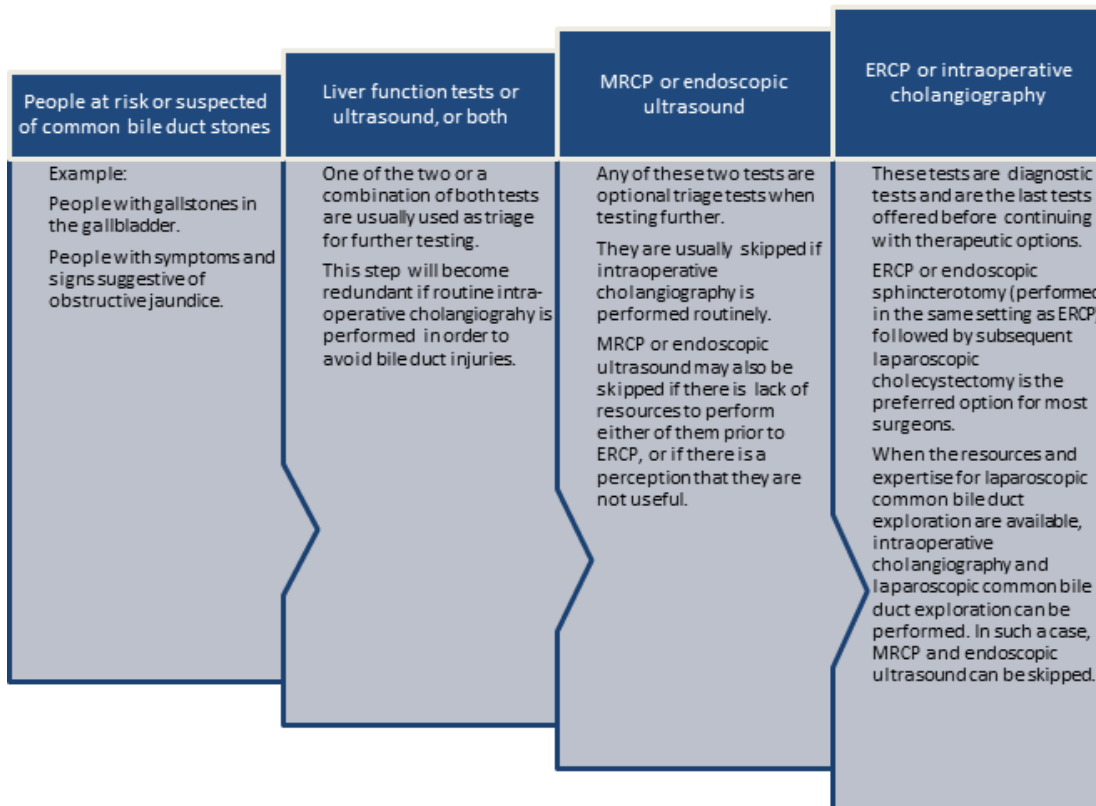 People at risk or suspected
of common bile duct stones
Example:
People with gallstones in
the gallbladder.
People with symptoms and
signs suggestive of
obstructive jaundice.
Liver function tests or
ultrasound, or both
One of the two or a
combination of both tests
are usually used as triage
for further testing.
This step will become
redundant if routine intra-
operative cholangiograhy is
performed in order to
avoid bile duct injuries.
MRCP or endoscopic
ultrasound
Any of these two tests are
optional triage tests when
testing further.
They are usually skipped if
intraoperative
cholangiography is
performed routinely.
MRCP or endoscopic
ultrasound may also be
skipped if there is lack of
resources to perform
either of them prior to
ERCP, or if there is a
perception that they are
not useful.
ERCP or intraoperative
cholangiography
These tests are diagnostic
tests and are the last tests
offered before continuing
with therapeutic options.
ERCP or endoscopic
sphincterotomy (performed
in the same setting as ERCP)
followed by subsequent
laparoscopic
cholecystectomy is the
preferred option for most
surgeons.
When the resources and
expertise for laparoscopic
common bile duct
exploration are available,
intraoperative
cholangiography and
laparoscopic common bile
duct exploration can be
performed. In such a case,
MRCP and endoscopic
ultrasound can be skipped.